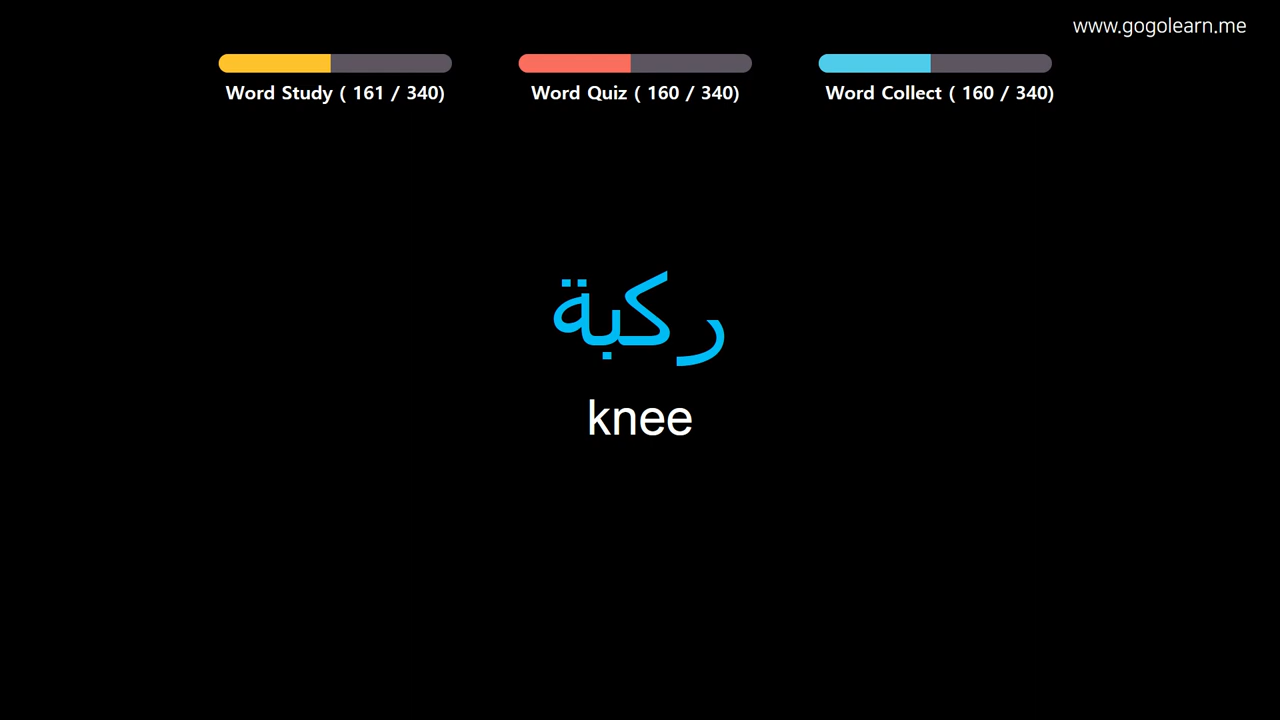 www.gogolearn.me
Word Study ( 161 / 340)
Word Quiz ( 160 / 340)
Word Collect ( 160 / 340)
ركبة
knee